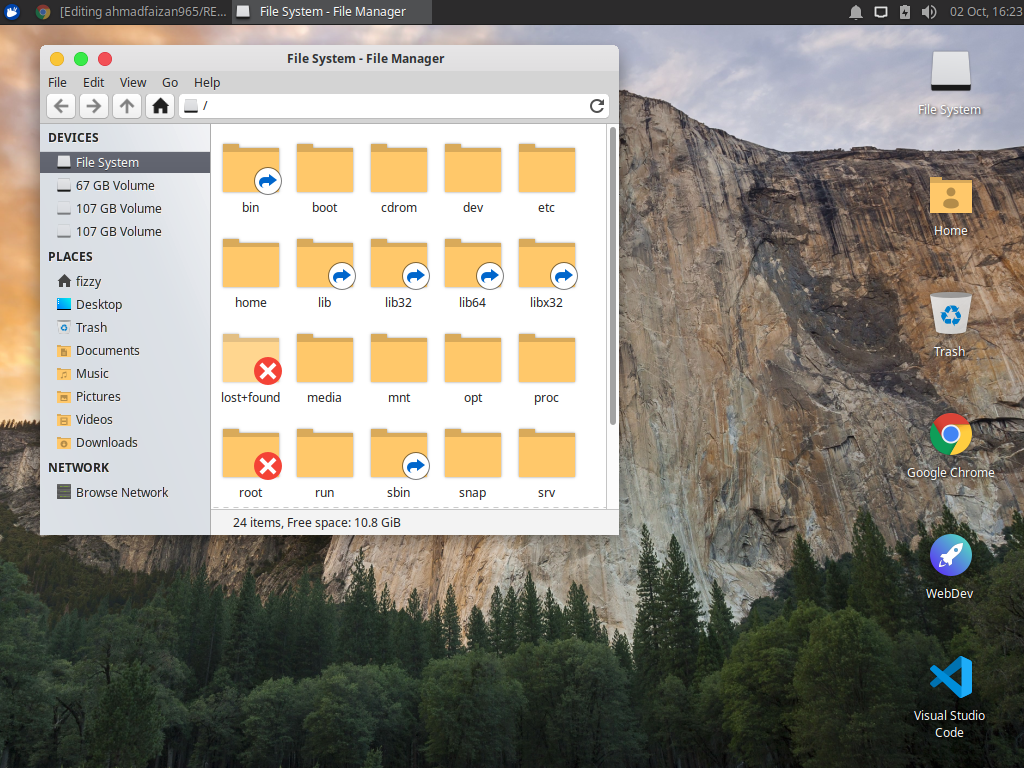 [Editing ahmadfaizan965/RE...
File System - File Manager
02 Oct, 16:23
File System - File Manager
File Edit View Go Help
/
DEVICES
File System
67 GB Volume
107 GB Volume
107 GB Volume
PLACES
fizzy
Desktop
Trash
Documents
Music
Pictures
Videos
Downloads
NETWORK
Browse Network
bin boot cdrom dev etc
home lib lib32 lib64 libx32
lost+found media mnt opt proc
root run sbin snap srv
24 items, Free space: 10.8 GiB
File System
Home
Trash
Google Chrome
WebDev
Visual Studio
Code